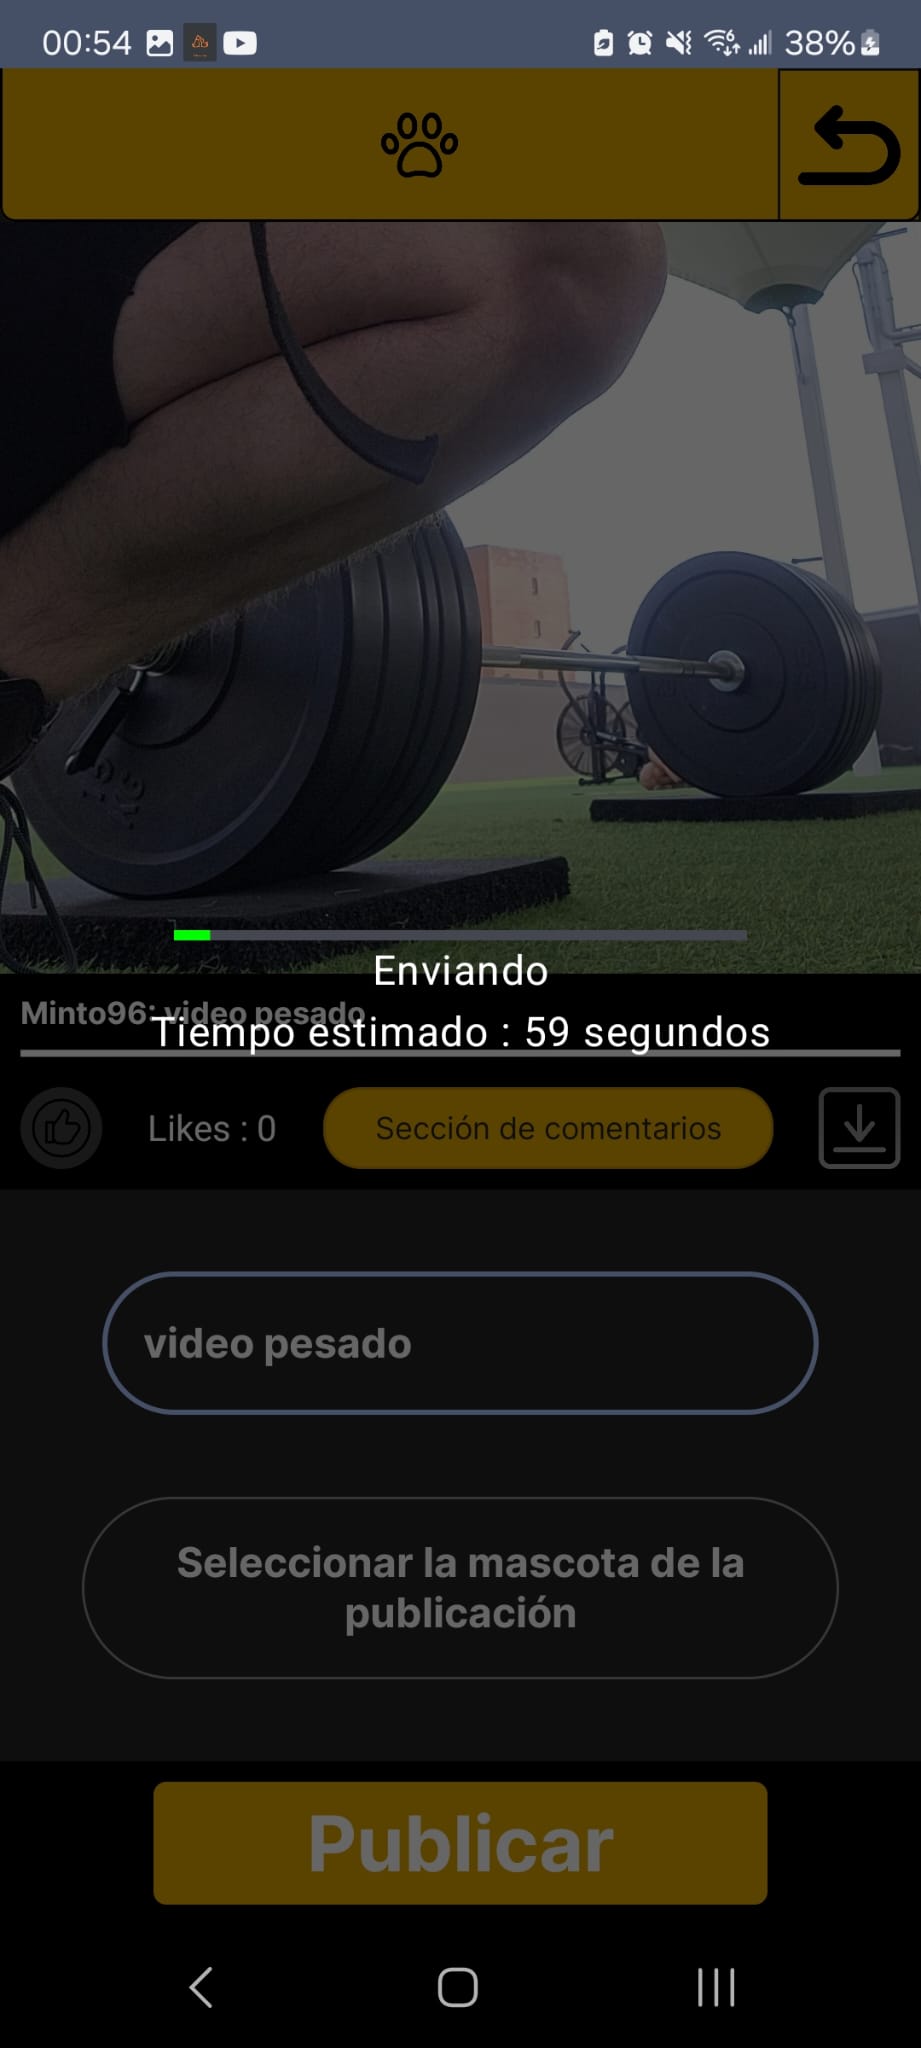 00:54
38%
Enviando
Minto96: video pesado
Tiempo estimado : 59 segundos
Likes : 0
Sección de comentarios
video pesado
Seleccionar la mascota de la
publicación
Publicar